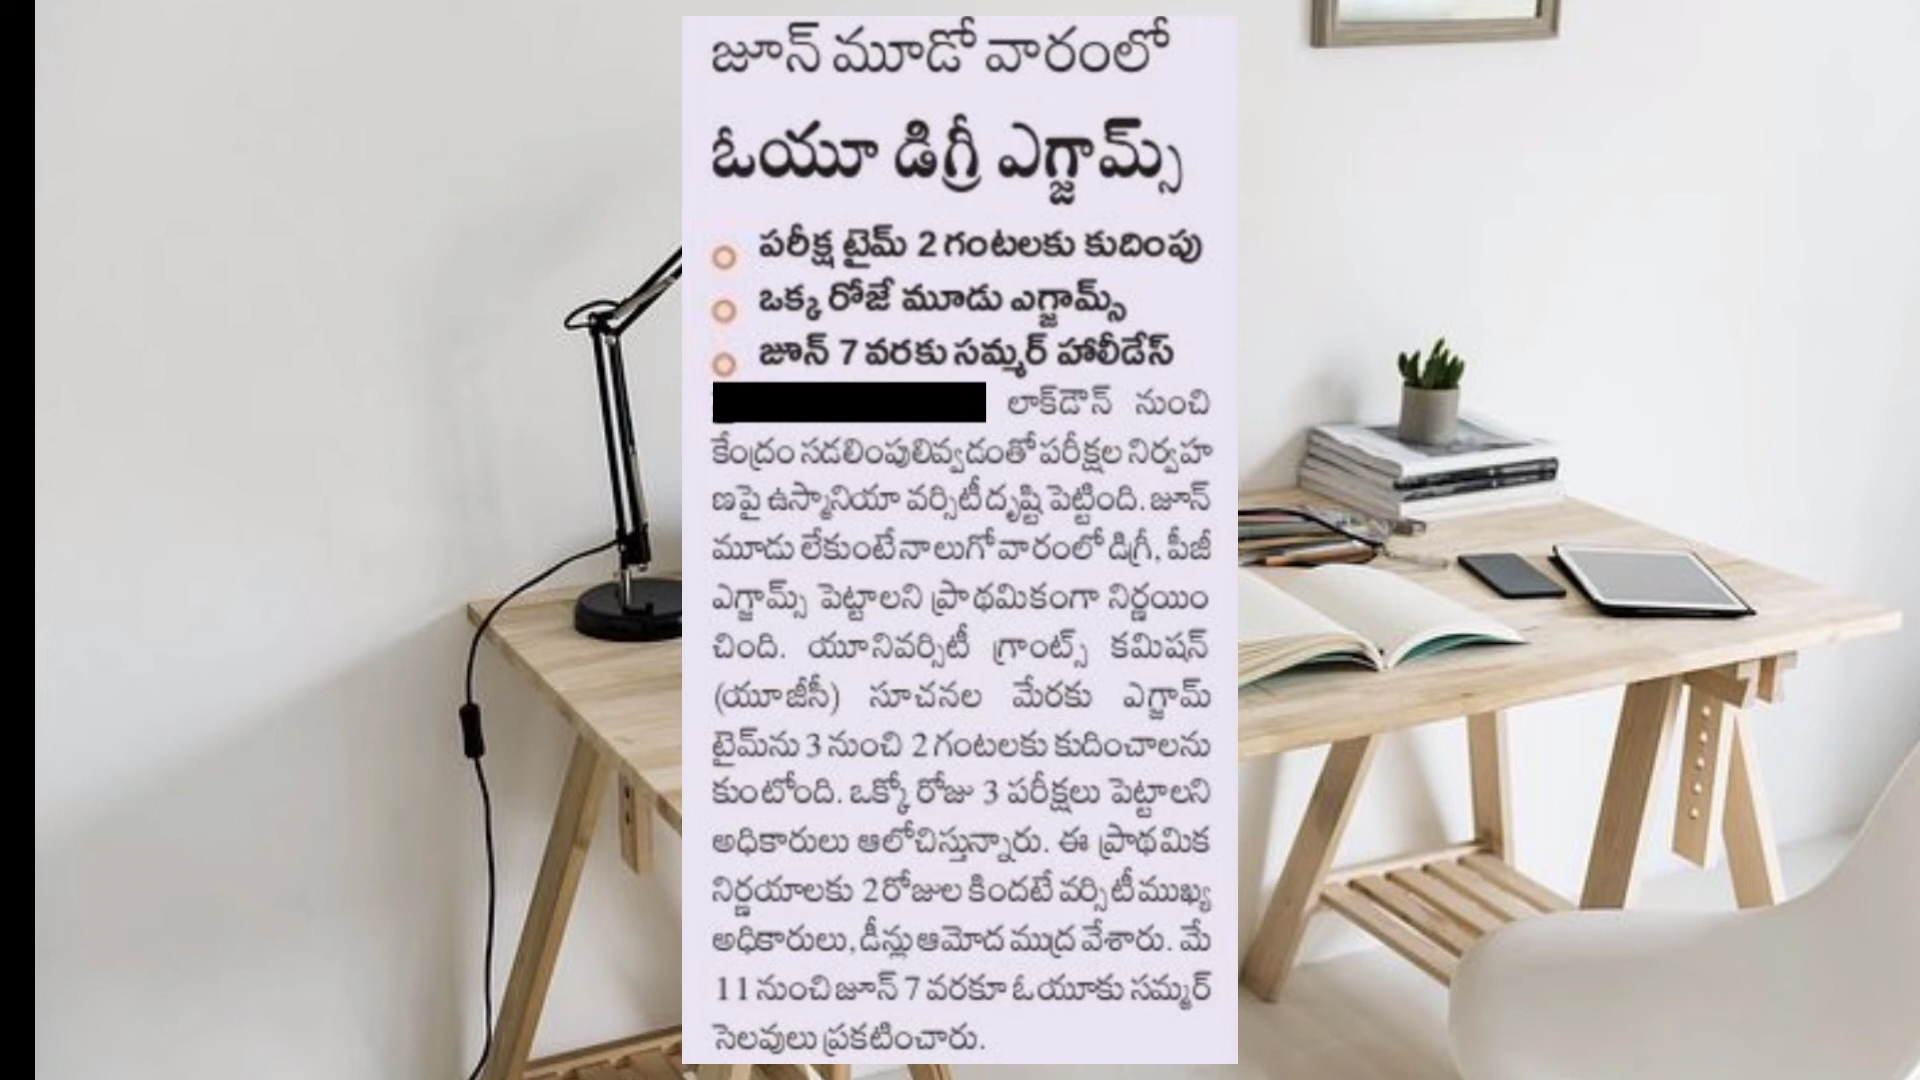 జూన్ మూడో వారంలో
ఓయూ డిగ్రీ ఎగ్జామ్స్
పరీక్ష టైమ్ 2 గంటలకు కుదింపు
ఒక్క రోజే మూడు ఎగ్జామ్స్
జూన్ 7 వరకు సమ్మర్ హాలీడేస్
లాక్‌డౌన్ నుంచి
కేంద్రం సడలింపులివ్వడంతో పరీక్షల నిర్వహ
ణపై ఉస్మానియా వర్సిటీ దృష్టి పెట్టింది. జూన్
మూడు లేకుంటే నాలుగో వారంలో డిగ్రీ, పీజీ
ఎగ్జామ్స్ పెట్టాలని ప్రాథమికంగా నిర్ణయిం
చింది. యూనివర్సిటీ గ్రాంట్స్ కమిషన్
(యూజీసీ) సూచనల మేరకు ఎగ్జామ్
టైమ్‌ను 3 నుంచి 2 గంటలకు కుదించాలను
కుంటోంది. ఒక్కో రోజు 3 పరీక్షలు పెట్టాలని
అధికారులు ఆలోచిస్తున్నారు. ఈ ప్రాథమిక
నిర్ణయాలకు 2 రోజుల కిందటే వర్సిటీ ముఖ్య
అధికారులు, డీన్లు ఆమోద ముద్ర వేశారు. మే
11 నుంచి జూన్ 7 వరకూ ఓయూకు సమ్మర్
సెలవులు ప్రకటించారు.